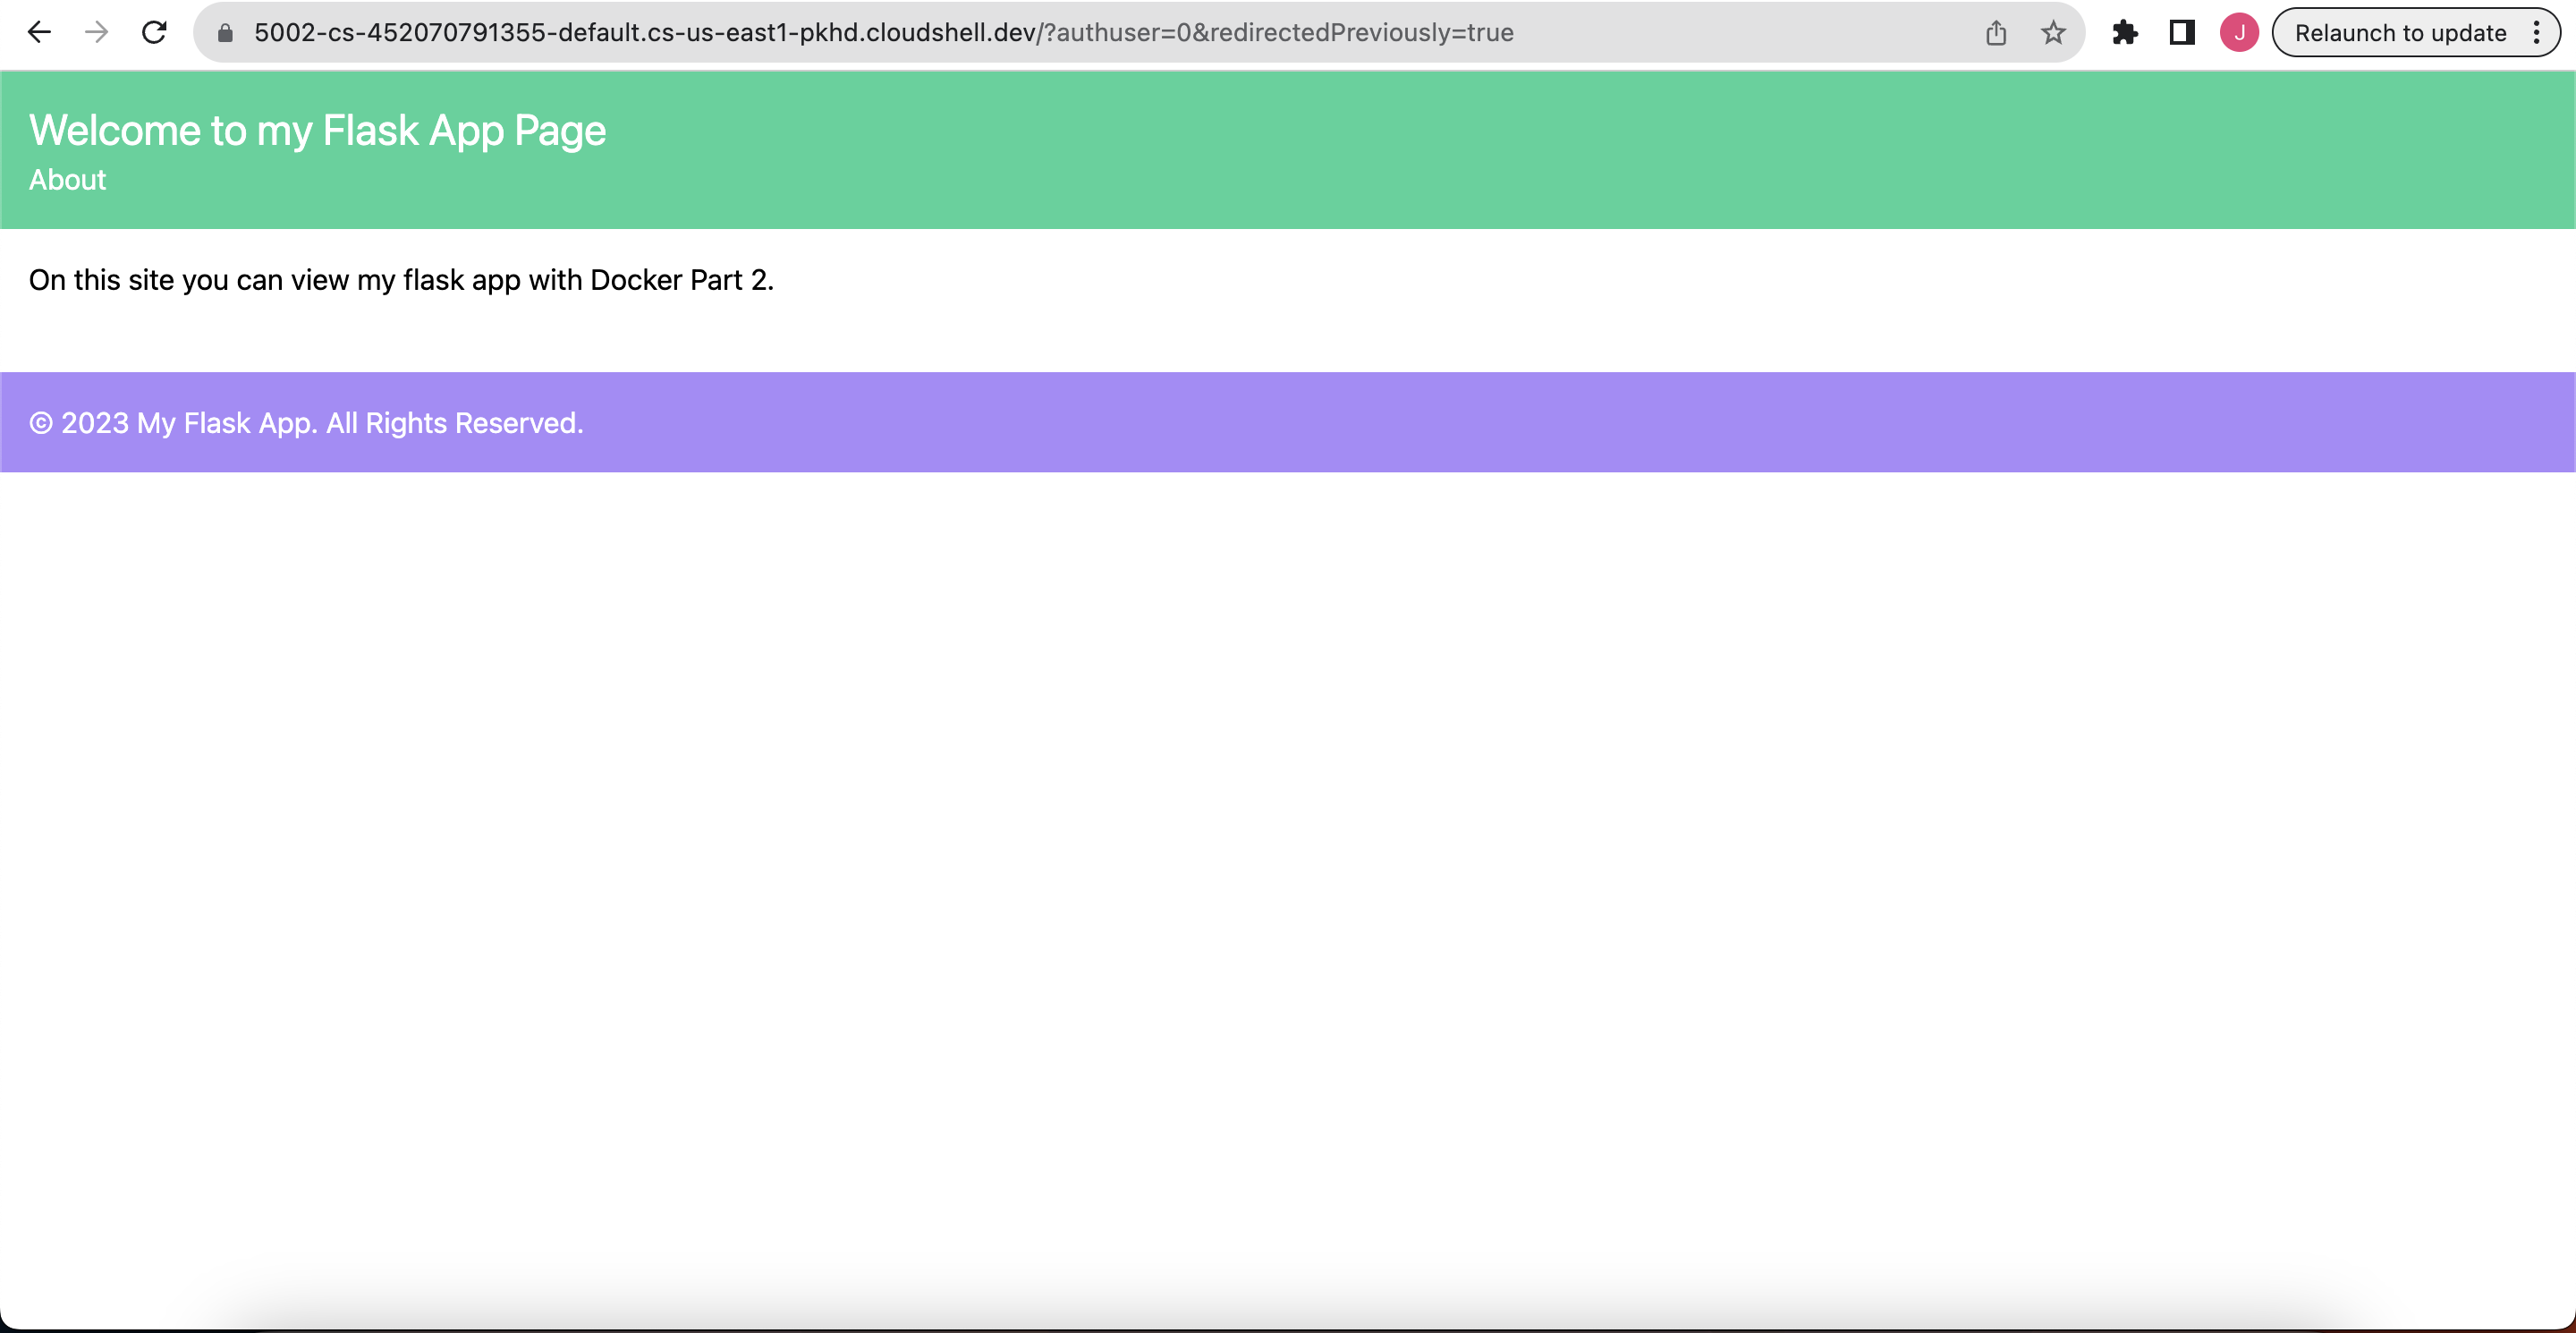 5002-cs-452070791355-default.cs-us-east1-pkhd.cloudshell.dev/?authuser=0&redirectedPreviously=true
J
Relaunch to update
Welcome to my Flask App Page
About
On this site you can view my flask app with Docker Part 2.
© 2023 My Flask App. All Rights Reserved.